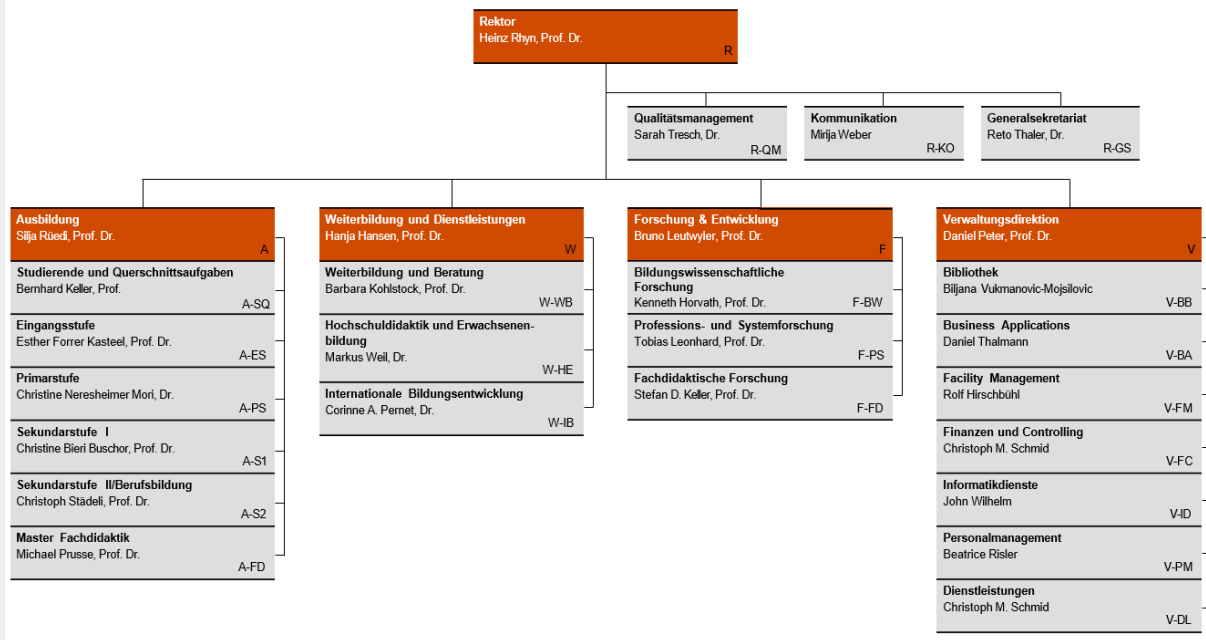 Rektor
Heinz Rhyn, Prof. Dr.
R
Qualitätsmanagement
Sarah Tresch, Dr.
R-QM
Kommunikation
Mirija Weber
R-KO
Generalsekretariat
Reto Thaler, Dr.
R-GS
Ausbildung
Silja Rüedi, Prof. Dr.
A
Studierende und Querschnittsaufgaben
Bernhard Keller, Prof.
A-SQ
Eingangsstufe
Esther Forrer Kasteel, Prof. Dr.
A-ES
Primarstufe
Christine Neresheimer Mori, Dr.
A-PS
Sekundarstufe I
Christine Bieri Buschor, Prof. Dr.
A-S1
Sekundarstufe II/Berufsbildung
Christoph Städeli, Prof. Dr.
A-S2
Master Fachdidaktik
Michael Prusse, Prof. Dr.
A-FD
Weiterbildung und Dienstleistungen
Hanja Hansen, Prof. Dr.
W
Weiterbildung und Beratung
Barbara Kohlstock, Prof. Dr.
W-WB
Hochschuldidaktik und Erwachsenen-
bildung
Markus Weil, Dr.
W-HE
Internationale Bildungsentwicklung
Corinne A. Pernet, Dr.
W-IB
Forschung & Entwicklung
Bruno Leutwyler, Prof. Dr.
F
Bildungswissenschaftliche
Forschung
Kenneth Horvath, Prof. Dr.
F-BW
Professions- und Systemforschung
Tobias Leonhard, Prof. Dr.
F-PS
Fachdidaktische Forschung
Stefan D. Keller, Prof. Dr.
F-FD
Verwaltungsdirektion
Daniel Peter, Prof. Dr.
V
Bibliothek
Biljana Vukmanovic-Mojsilovic
V-BB
Business Applications
Daniel Thalmann
V-BA
Facility Management
Rolf Hirschbühl
V-FM
Finanzen und Controlling
Christoph M. Schmid
V-FC
Informatikdienste
John Wilhelm
V-ID
Personalmanagement
Beatrice Risler
V-PM
Dienstleistungen
Christoph M. Schmid
V-DL